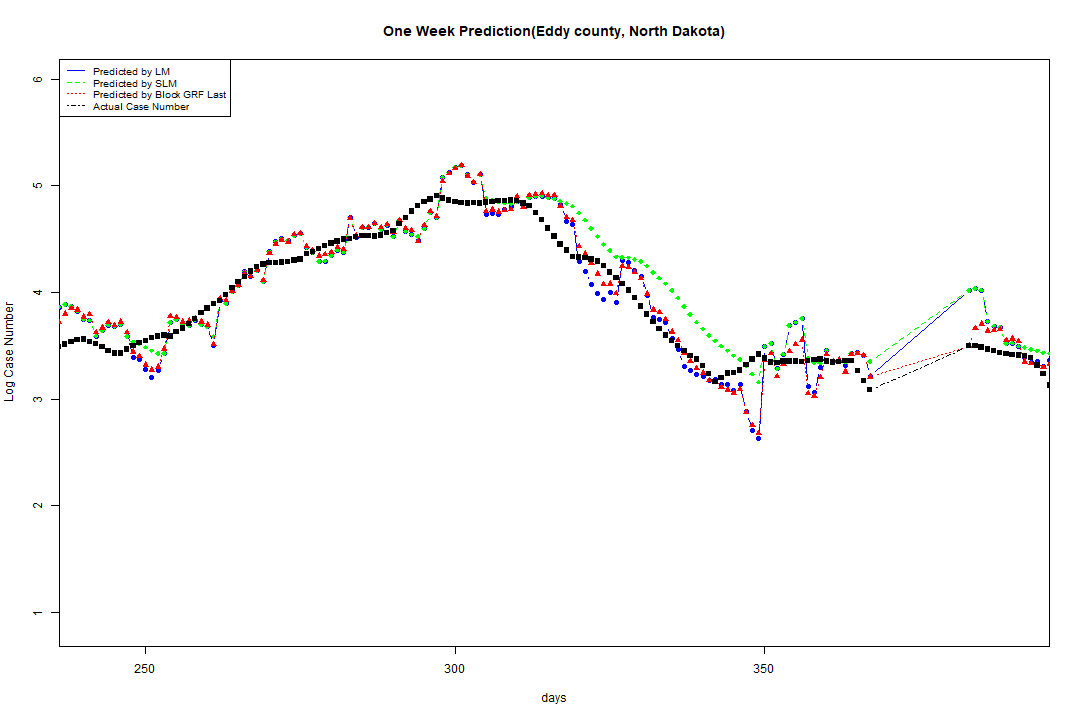 One Week Prediction(Eddy county, North Dakota)
Predicted by LM
Predicted by SLM
Predicted by Block GRF Last
Actual Case Number
6
5
4
3
2
1
Log Case Number
250
300
350
days